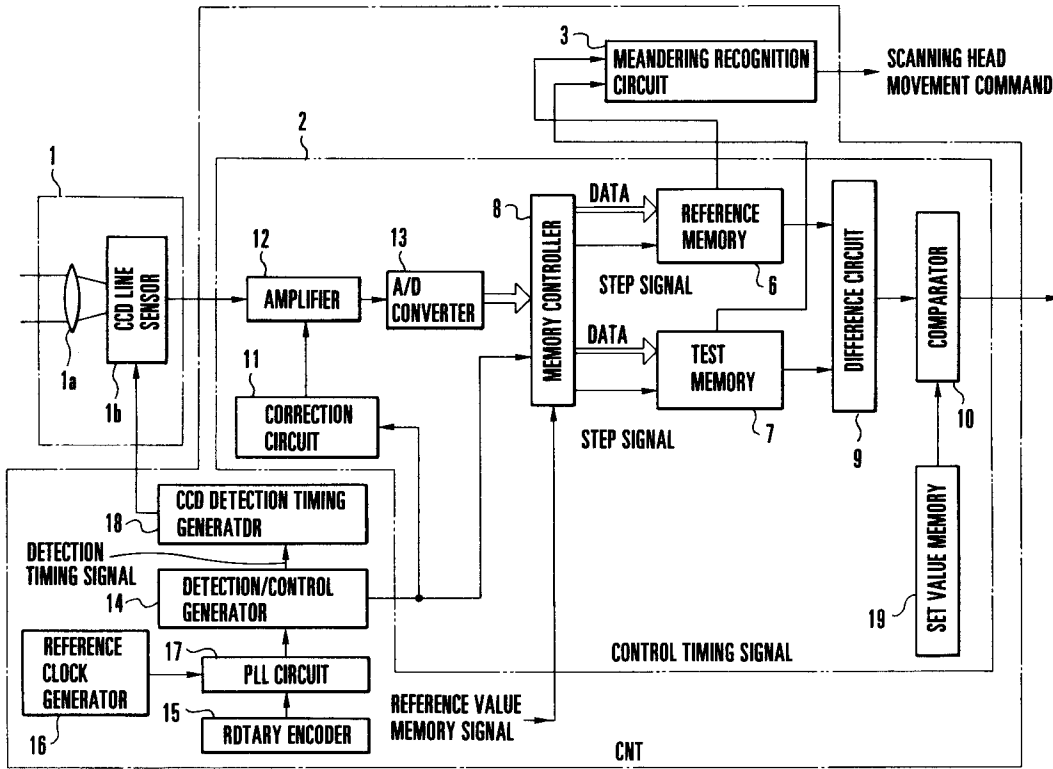 3
MEANDERING RECOGNITION
CIRCUIT
SCANNING HEAD
MOVEMENT COMMAND
2
1
8
DATA
REFERENCE
MEMORY
6
STEP SIGNAL
12
AMPLIFIER
13
A/D
CONVERTER
MEMORY CONTROLLER
CCD LINE
SENSOR
1a
1b
DATA
TEST
MEMORY
7
STEP SIGNAL
DIFFERENCE CIRCUIT
9
COMPARATOR
10
11
CORRECTION
CIRCUIT
CCD DETECTION TIMING
GENERATDR
18
DETECTION
TIMING SIGNAL
DETECTION/CONTROL
GENERATOR
14
SET VALUE MEMORY
19
REFERENCE
CLOCK
GENERATOR
16
17
PLL CIRCUIT
15
RDTARY ENCODER
CONTROL TIMING SIGNAL
REFERENCE VALUE
MEMORY SIGNAL
CNT